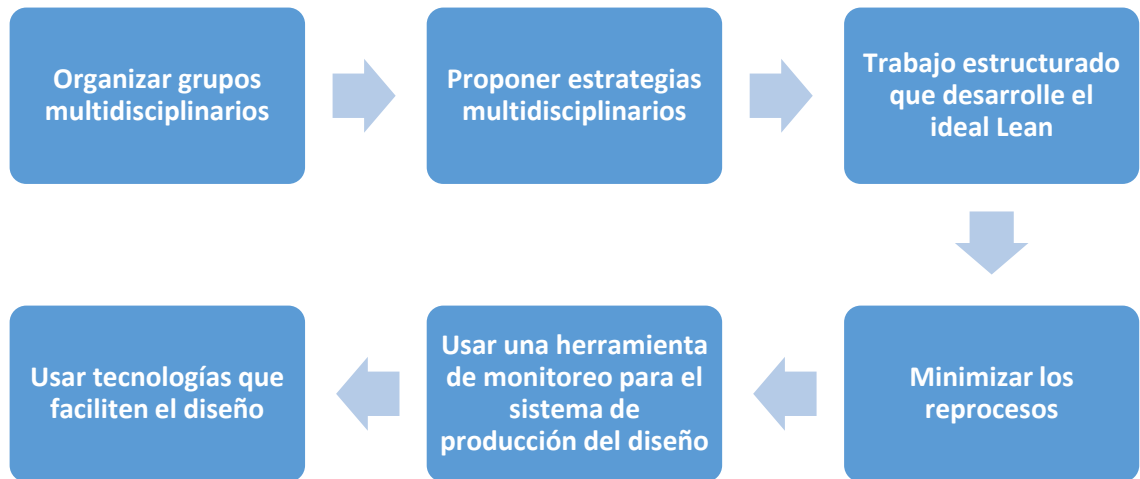 Organizar grupos
multidisciplinarios
Proponer estrategias
multidisciplinarios
Trabajo estructurado
que desarrolle el
ideal Lean
Minimizar los
reprocesos
Usar una herramienta
de monitoreo para el
sistema de
producción del diseño
Usar tecnologías que
faciliten el diseño